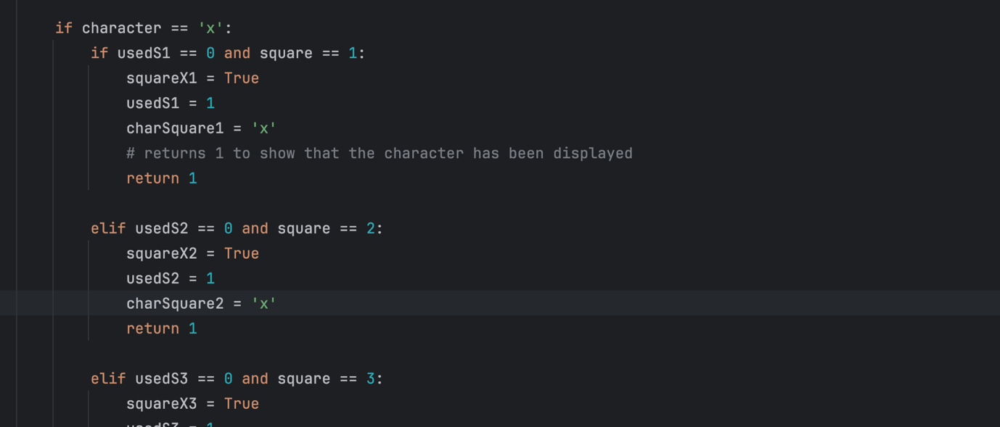 if character == 'x':
if usedS1 == 0 and square == 1:
squareX1 = True
usedS1 = 1
charSquare1 = 'x'
# returns 1 to show that the character has been displayed
return 1
elif usedS2 == 0 and square == 2:
squareX2 = True
usedS2 = 1
charSquare2 = 'x'
return 1
elif usedS3 == 0 and square == 3:
squareX3 = True
usedS3 = 1